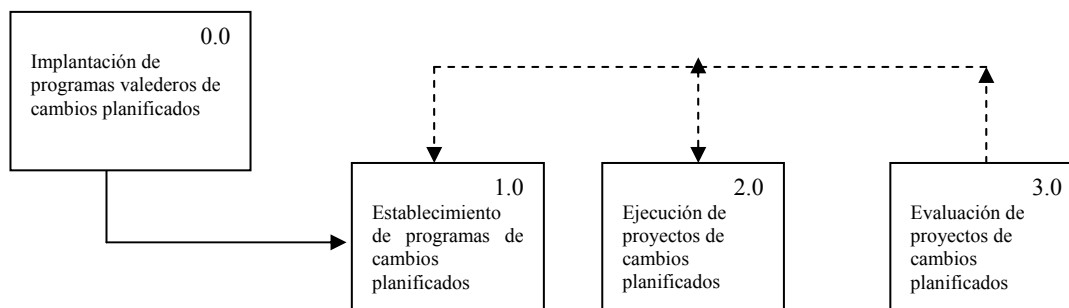 0.0
Implantación de
programas valederos de
cambios planificados
1.0
Establecimiento
de programas de
cambios
planificados
2.0
Ejecución de
proyectos de
cambios
planificados
3.0
Evaluación de
proyectos de
cambios
planificados